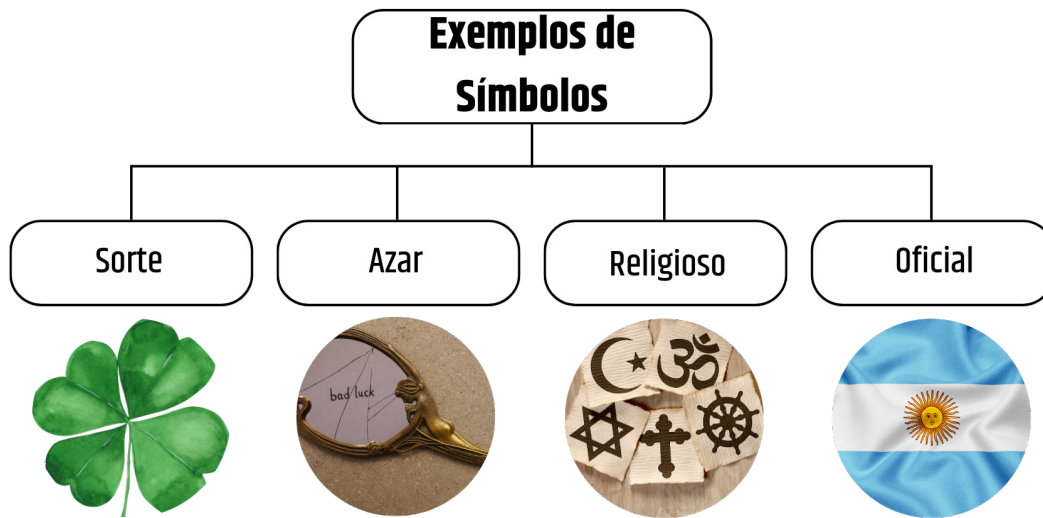 Exemplos de
Símbolos
Sorte
Azar
Religioso
Oficial
bad luck